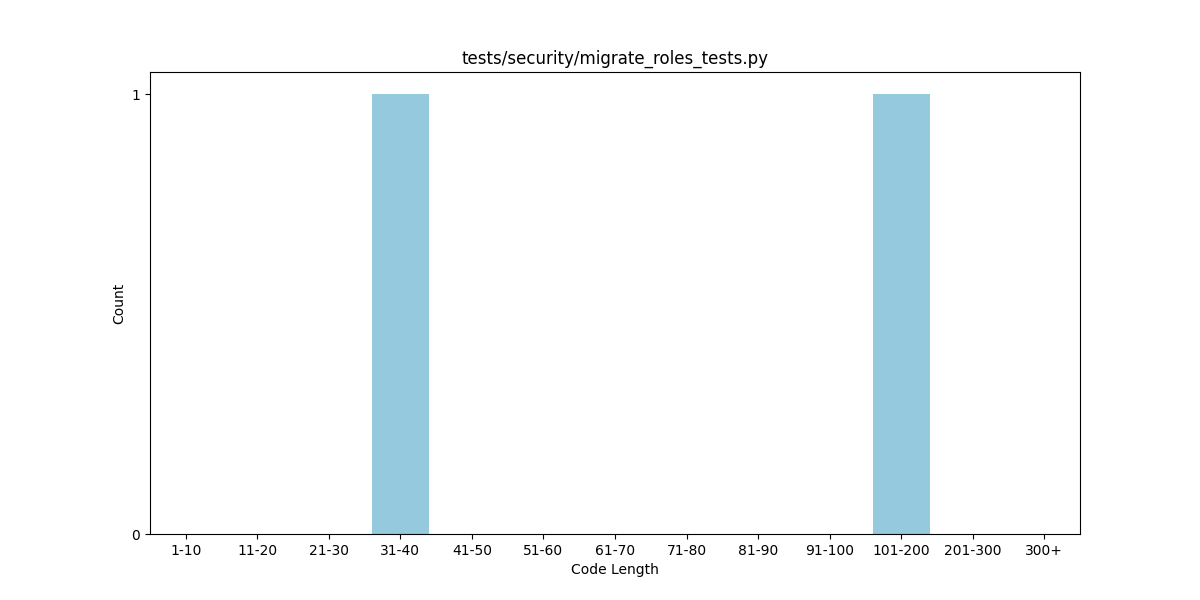 tests/security/migrate_roles_tests.py
1
Count
0
1-10 11-20 21-30 31-40 41-50 51-60 61-70 71-80 81-90 91-100 101-200 201-300 300+
Code Length